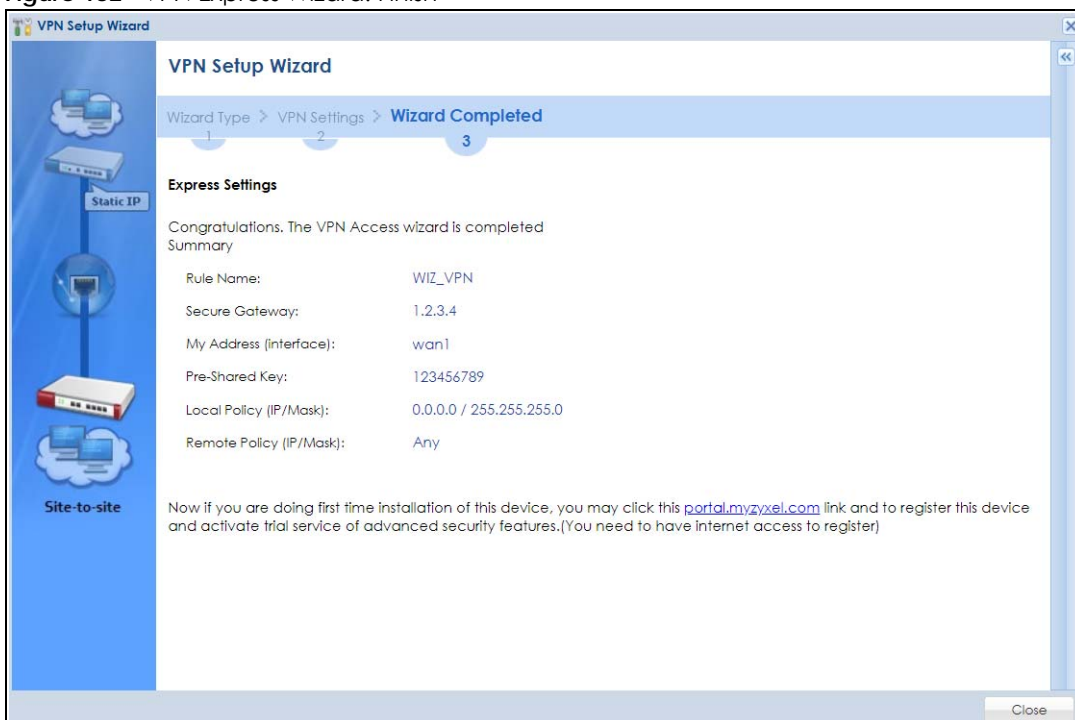 VPN Setup Wizard
VPN Setup Wizard
Wizard Type > VPN Settings > Wizard Completed
1 2 3
Static IP
Express Settings
Congratulations. The VPN Access wizard is completed
Summary
Rule Name: WIZ_VPN
Secure Gateway: 1.2.3.4
My Address (interface): wan1
Pre-Shared Key: 123456789
Local Policy (IP/Mask): 0.0.0.0 / 255.255.255.0
Remote Policy (IP/Mask): Any
Site-to-site
Now if you are doing first time installation of this device, you may click this portal.myzyxel.com link and to register this device
and activate trial service of advanced security features.(You need to have internet access to register)
Close